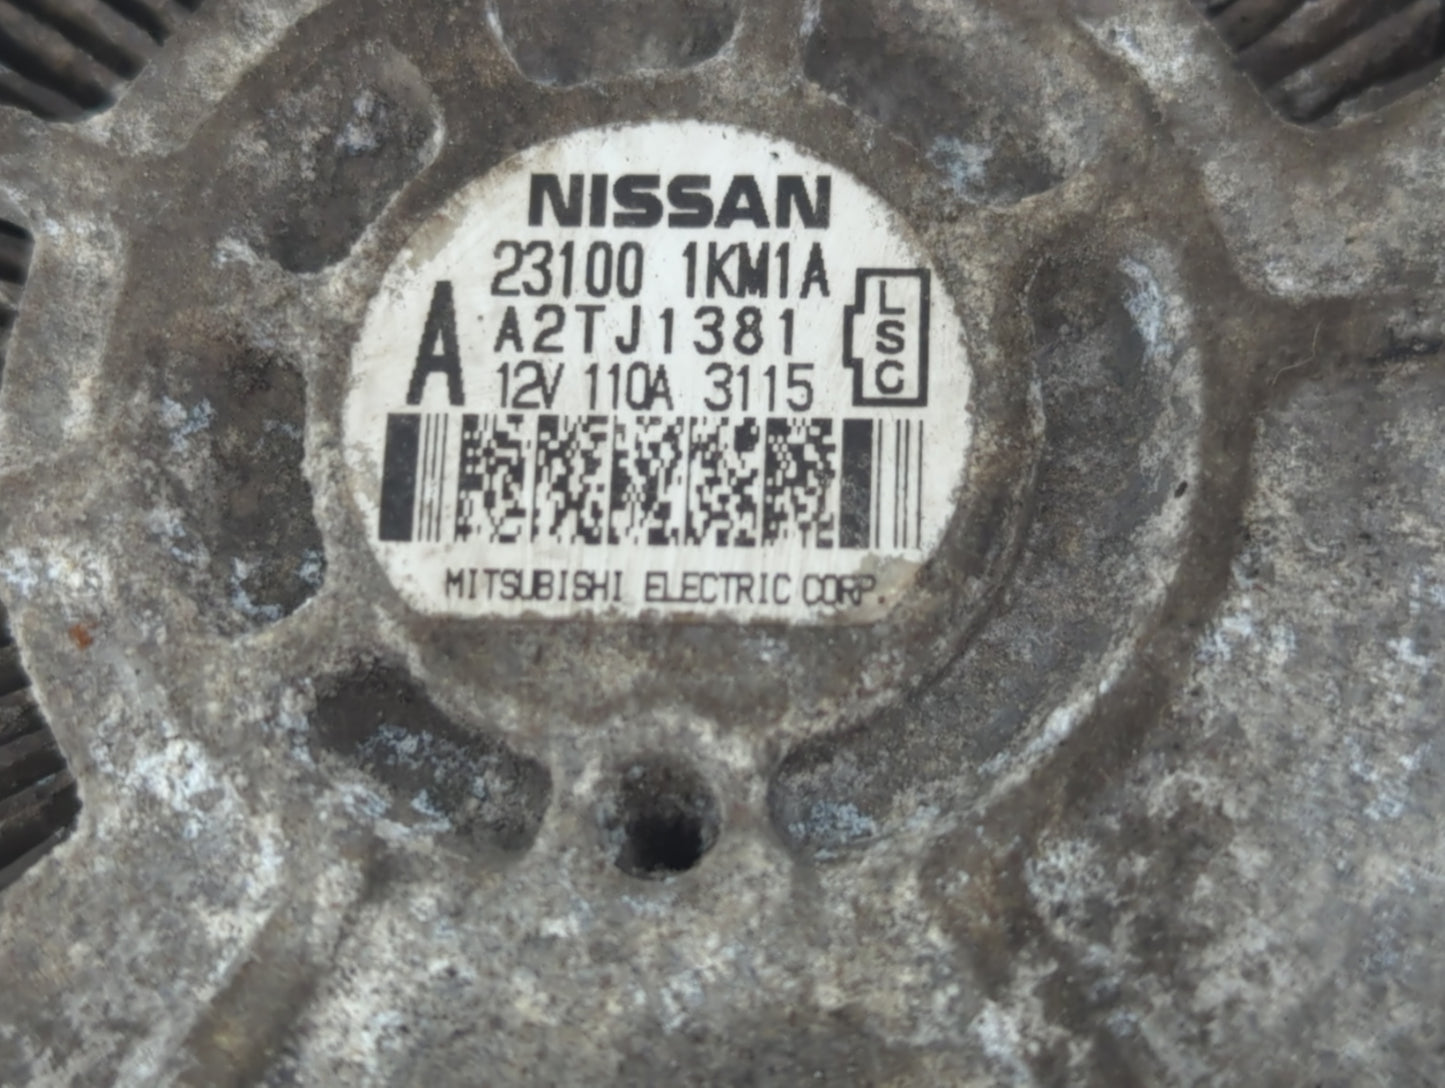 NISSAN
23100 1KM1A
A
A2TJ1381
12V 110A 3115
L
S
C
MITSUBISHI ELECTRIC CORP.